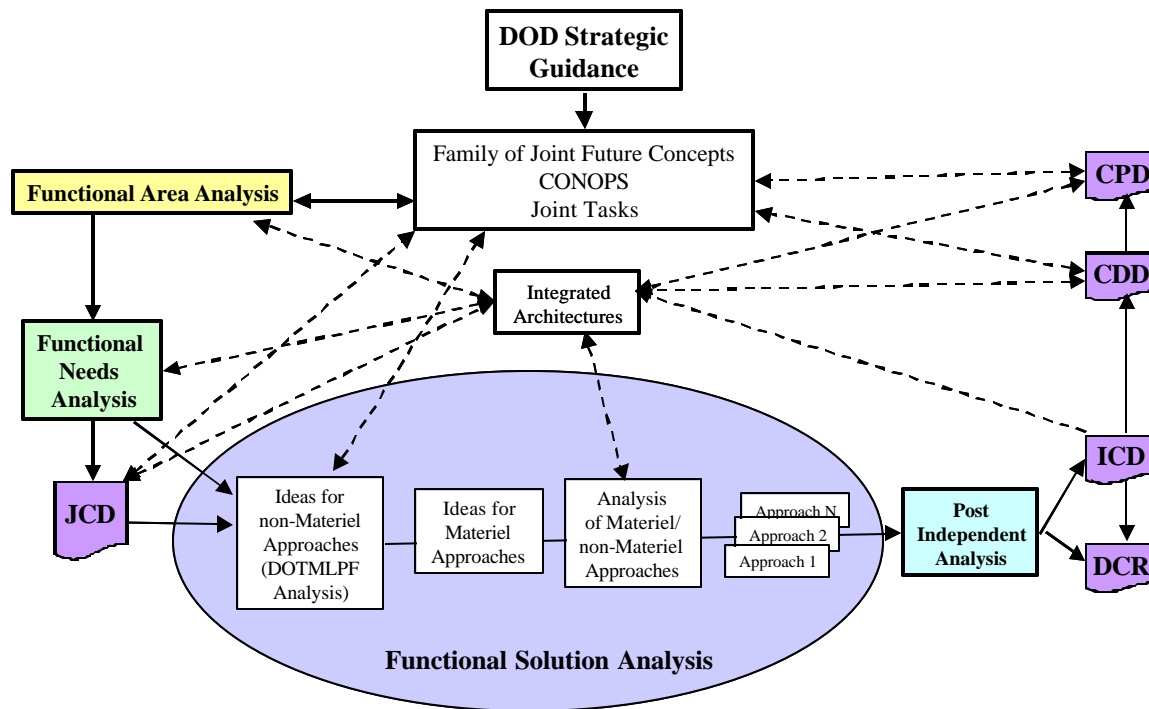 DOD Strategic
Guidance
Family of Joint Future Concepts
CONOPS
Joint Tasks
Functional Area Analysis
CPD
CDD
Integrated
Architectures
Functional
Needs
Analysis
JCD
Ideas for
non-Materiel
Approaches
(DOTMLPF
Analysis)
Ideas for
Materiel
Approaches
Analysis
of Materiel/
non-Materiel
Approaches
Approach N
Approach 2
Approach 1
Post
Independent
Analysis
ICD
DCR
Functional Solution Analysis